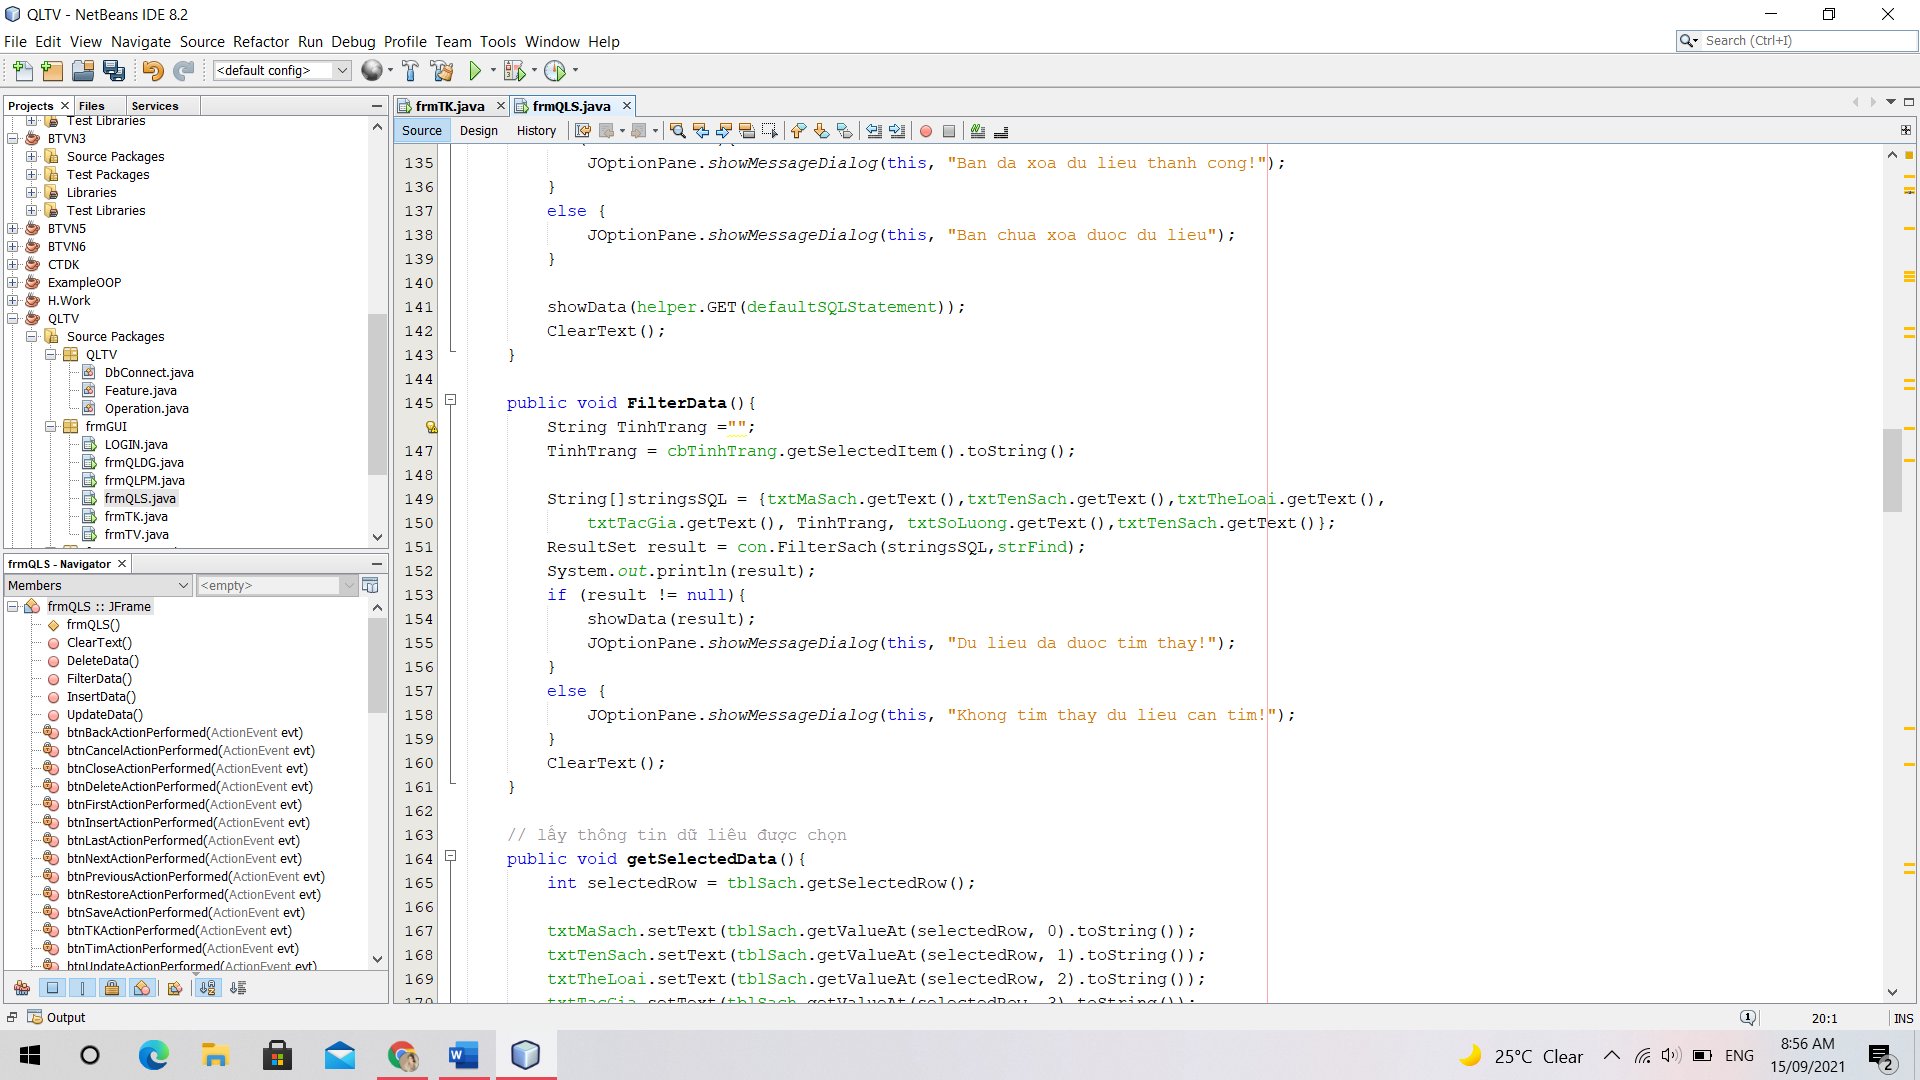 QLTV - NetBeans IDE 8.2
File Edit View Navigate Source Refactor Run Debug Profile Team Tools Window Help
Search (Ctrl+I)
<default config>
Projects Files Services
Test Libraries
BTVN3
Source Packages
Test Packages
Libraries
Test Libraries
BTVN5
BTVN6
CTDK
ExampleOOP
H.Work
QLTV
Source Packages
QLTV
DbConnect.java
Feature.java
Operation.java
frmGUI
LOGIN.java
frmQLDG.java
frmQLPM.java
frmQLS.java
frmTK.java
frmTV.java
frmQLS - Navigator
Members <empty>
frmQLS :: JFrame
frmQLS()
ClearText()
DeleteData()
FilterData()
InsertData()
UpdateData()
btnBackActionPerformed(ActionEvent evt)
btnCancelActionPerformed(ActionEvent evt)
btnCloseActionPerformed(ActionEvent evt)
btnDeleteActionPerformed(ActionEvent evt)
btnFirstActionPerformed(ActionEvent evt)
btnInsertActionPerformed(ActionEvent evt)
btnLastActionPerformed(ActionEvent evt)
btnNextActionPerformed(ActionEvent evt)
btnPreviousActionPerformed(ActionEvent evt)
btnRestoreActionPerformed(ActionEvent evt)
btnSaveActionPerformed(ActionEvent evt)
btnTKActionPerformed(ActionEvent evt)
btnTimActionPerformed(ActionEvent evt)
btnUpdateActionPerformed(ActionEvent evt)
frmTK.java frmQLS.java
Source Design History
135 JOptionPane.showMessageDialog(this, "Ban da xoa du lieu thanh cong!");
136 }
137 else {
138 JOptionPane.showMessageDialog(this, "Ban chua xoa duoc du lieu");
139 }
140
141 showData(helper.GET(defaultSQLStatement));
142 ClearText();
143 }
144
145 public void FilterData(){
String TinhTrang ="";
147 TinhTrang = cbTinhTrang.getSelectedItem().toString();
148
149 String[]stringsSQL = {txtMaSach.getText(),txtTenSach.getText(),txtTheLoai.getText(),
150 txtTacGia.getText(), TinhTrang, txtSoLuong.getText(),txtTenSach.getText()};
151 ResultSet result = con.FilterSach(stringsSQL,strFind);
152 System.out.println(result);
153 if (result != null){
154 showData(result);
155 JOptionPane.showMessageDialog(this, "Du lieu da duoc tim thay!");
156 }
157 else {
158 JOptionPane.showMessageDialog(this, "Khong tim thay du lieu can tim!");
159 }
160 ClearText();
161 }
162
163 // lấy thông tin dữ liêu được chọn
164 public void getSelectedData(){
165 int selectedRow = tblSach.getSelectedRow();
166
167 txtMaSach.setText(tblSach.getValueAt(selectedRow, 0).toString());
168 txtTenSach.setText(tblSach.getValueAt(selectedRow, 1).toString());
169 txtTheLoai.setText(tblSach.getValueAt(selectedRow, 2).toString());
170 txtTacGia.setText(tblSach.getValueAt(selectedRow, 3).toString());
Output
1
20:1 INS
25°C Clear
ENG
8:56 AM
15/09/2021
2